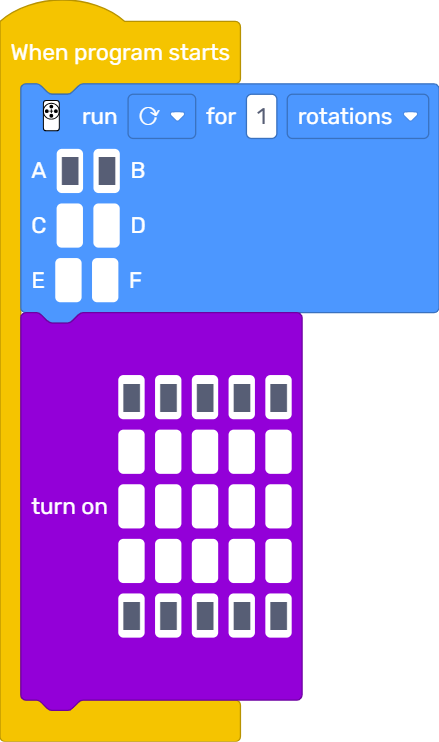 When program starts
run for 1 rotations
A B
C D
E F
turn on